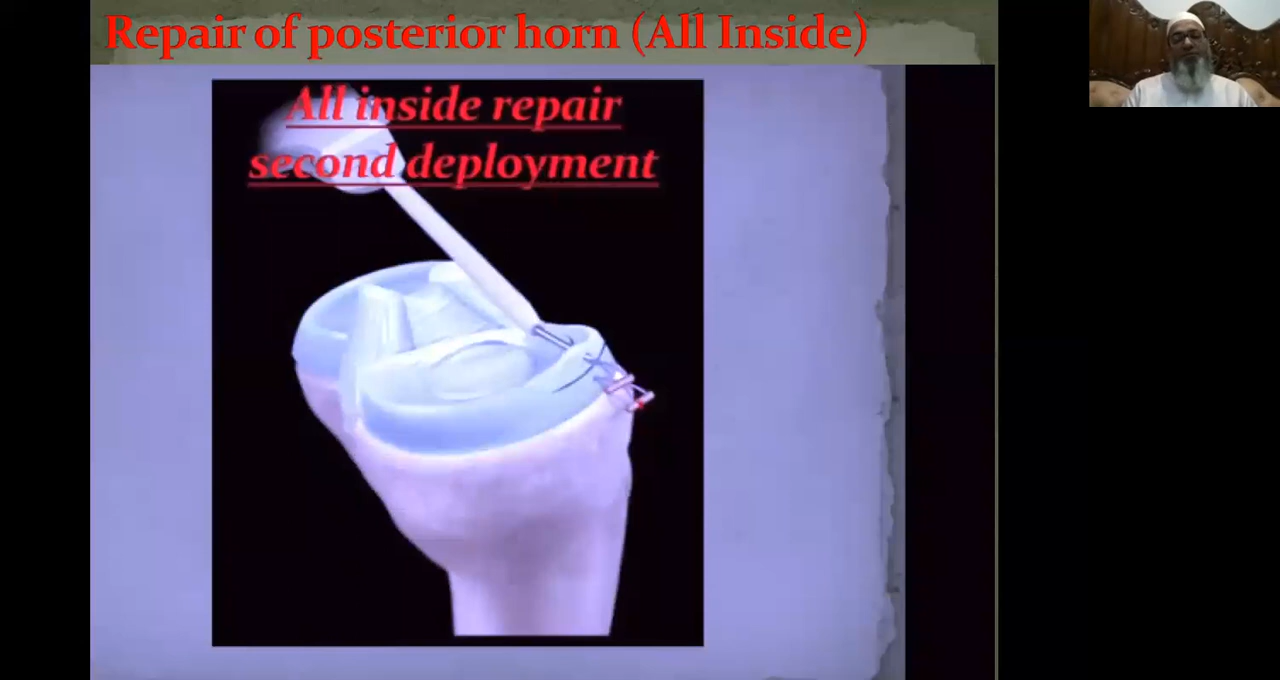 Repair of posterior horn (All Inside)
All inside repair
second deployment